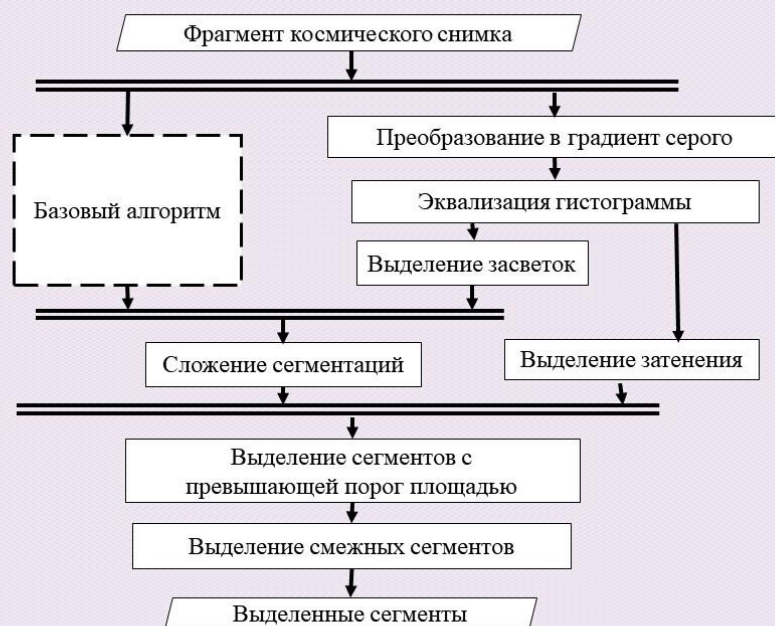 Фрагмент космического снимка
Преобразование в градиент серого
Базовый алгоритм
Эквализация гистограммы
Выделение засветок
Сложение сегментаций
Выделение затенения
Выделение сегментов с
превышающей порог площадью
Выделение смежных сегментов
Выделенные сегменты